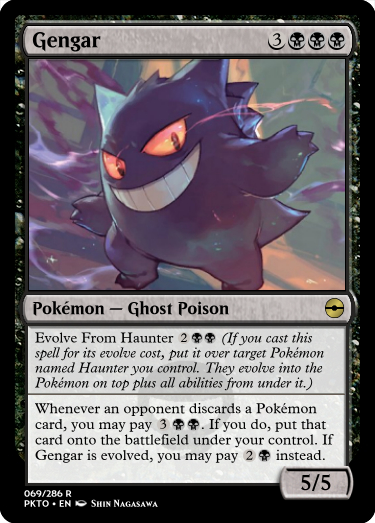 Gengar 3
Pokémon — Ghost Poison
Evolve From Haunter 2 (If you cast this
spell for its evolve cost, put it over target Pokémon
named Haunter you control. They evolve into the
Pokémon on top plus all abilities from under it.)
Whenever an opponent discards a Pokémon
card, you may pay 3. If you do, put that
card onto the battlefield under your control. If
Gengar is evolved, you may pay 2 instead.
5/5
069/286 R
PKTO • EN Shin Nagasawa